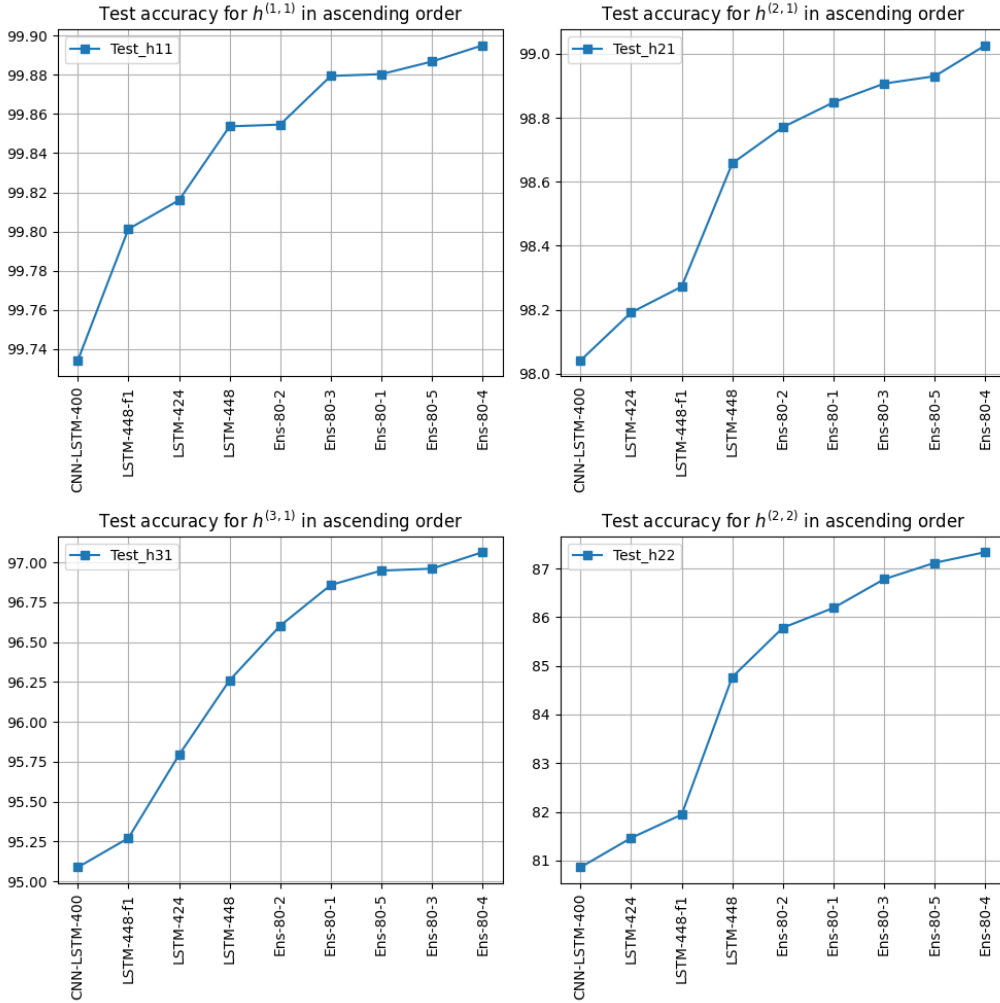 Test accuracy for h^(1,1) in ascending order
Test_h11
99.90
99.88
99.86
99.84
99.82
99.80
99.78
99.76
99.74
CNN-LSTM-400
LSTM-448-f1
LSTM-424
LSTM-448
Ens-80-2
Ens-80-3
Ens-80-1
Ens-80-5
Ens-80-4
Test accuracy for h^(2,1) in ascending order
Test_h21
99.0
98.8
98.6
98.4
98.2
98.0
CNN-LSTM-400
LSTM-424
LSTM-448-f1
LSTM-448
Ens-80-2
Ens-80-1
Ens-80-3
Ens-80-5
Ens-80-4
Test accuracy for h^(3,1) in ascending order
Test_h31
97.00
96.75
96.50
96.25
96.00
95.75
95.50
95.25
95.00
CNN-LSTM-400
LSTM-448-f1
LSTM-424
LSTM-448
Ens-80-2
Ens-80-1
Ens-80-5
Ens-80-3
Ens-80-4
Test accuracy for h^(2,2) in ascending order
Test_h22
87
86
85
84
83
82
81
CNN-LSTM-400
LSTM-424
LSTM-448-f1
LSTM-448
Ens-80-2
Ens-80-1
Ens-80-3
Ens-80-5
Ens-80-4